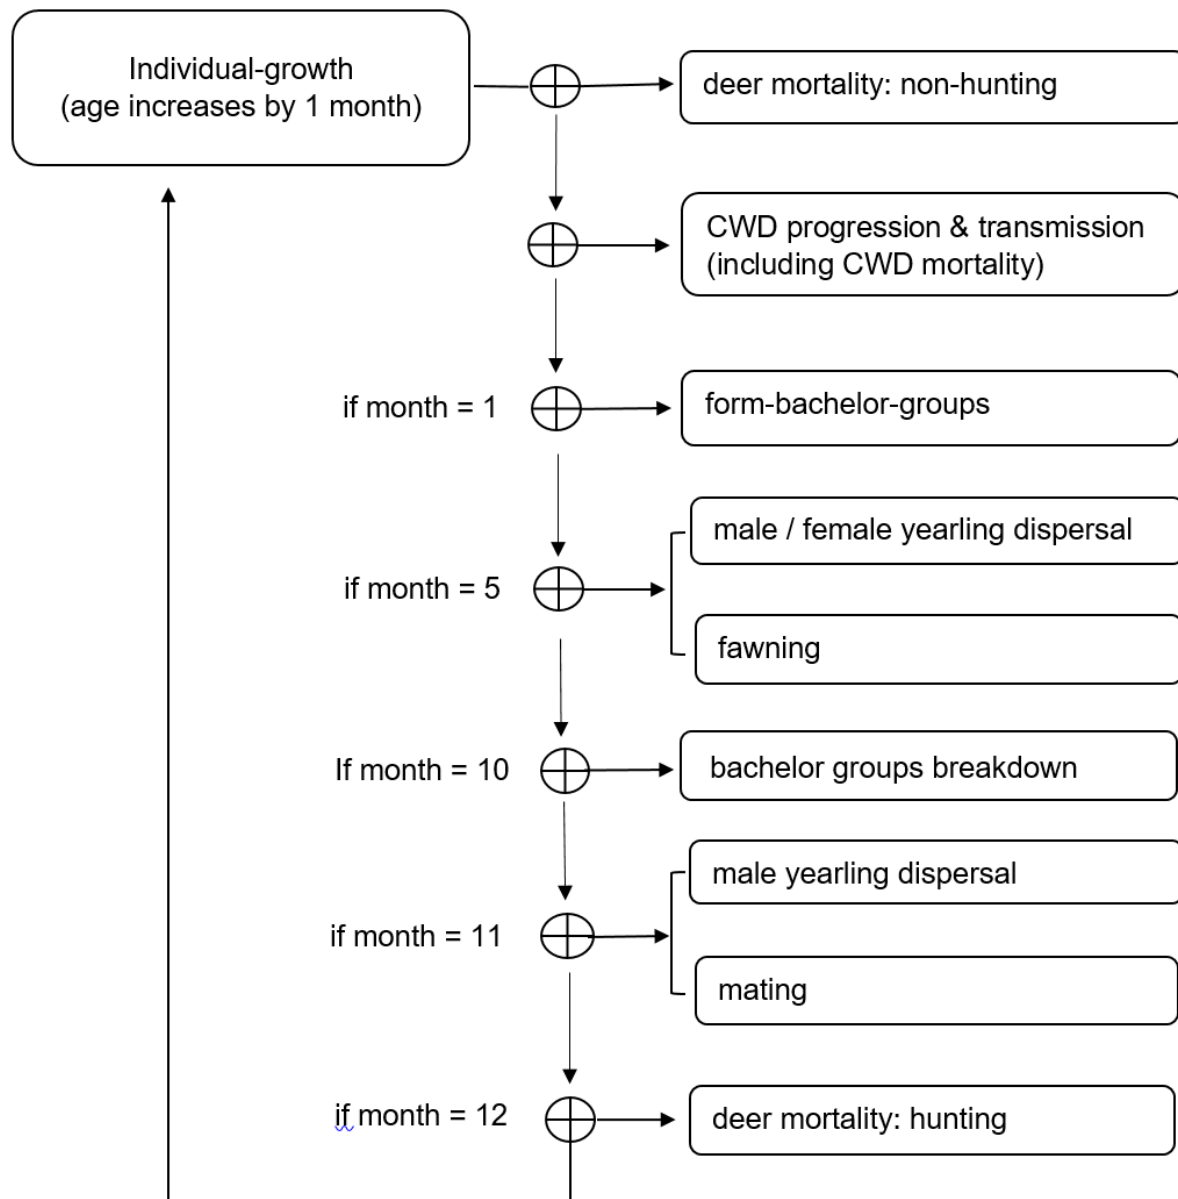 Individual-growth
(age increases by 1 month)
deer mortality: non-hunting
CWD progression & transmission
(including CWD mortality)
if month = 1
form-bachelor-groups
male / female yearling dispersal
if month = 5
fawning
If month = 10
bachelor groups breakdown
male yearling dispersal
if month = 11
mating
if month = 12
deer mortality: hunting